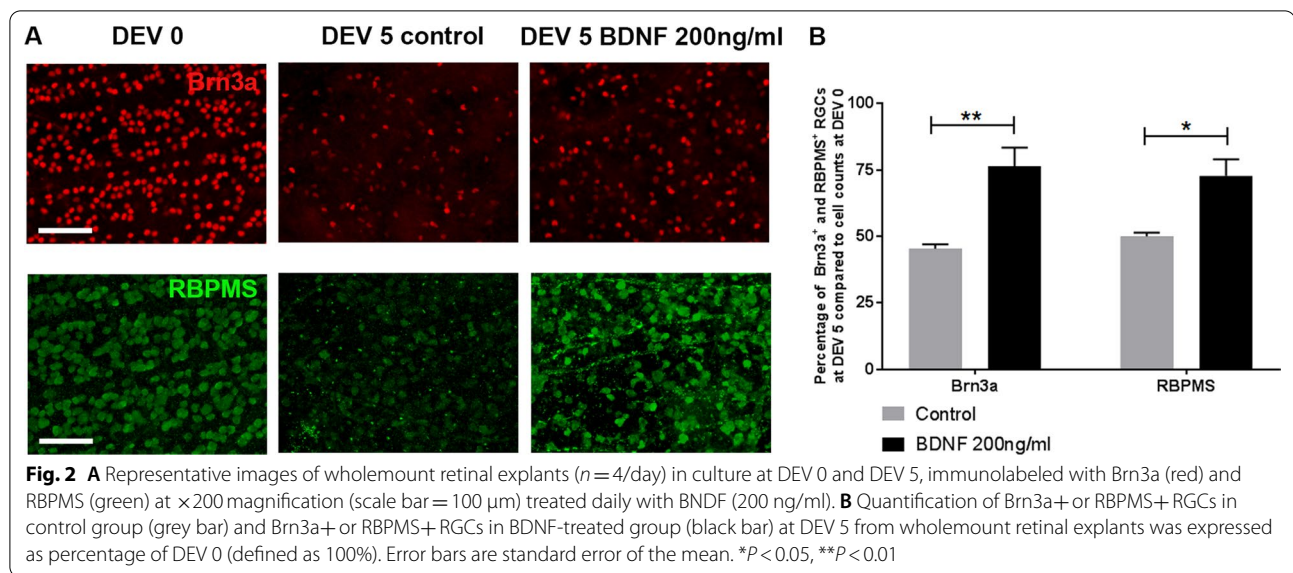 A DEV 0 DEV 5 control DEV 5 BDNF 200ng/ml B
Brn3a
RBPMS
Percentage of Brn3a+ and RBPMS+ RGCs
at DEV 5 compared to cell counts at DEV 0
100
75
50
25
0
**
*
Brn3a RBPMS
Control
BDNF 200ng/ml
Fig. 2 A Representative images of wholemount retinal explants (n = 4/day) in culture at DEV 0 and DEV 5, immunolabeled with Brn3a (red) and
RBPMS (green) at ×200 magnification (scale bar = 100 μm) treated daily with BNDF (200 ng/ml). B Quantification of Brn3a+ or RBPMS+ RGCs in
control group (grey bar) and Brn3a+ or RBPMS+ RGCs in BDNF-treated group (black bar) at DEV 5 from wholemount retinal explants was expressed
as percentage of DEV 0 (defined as 100%). Error bars are standard error of the mean. *P < 0.05, **P < 0.01